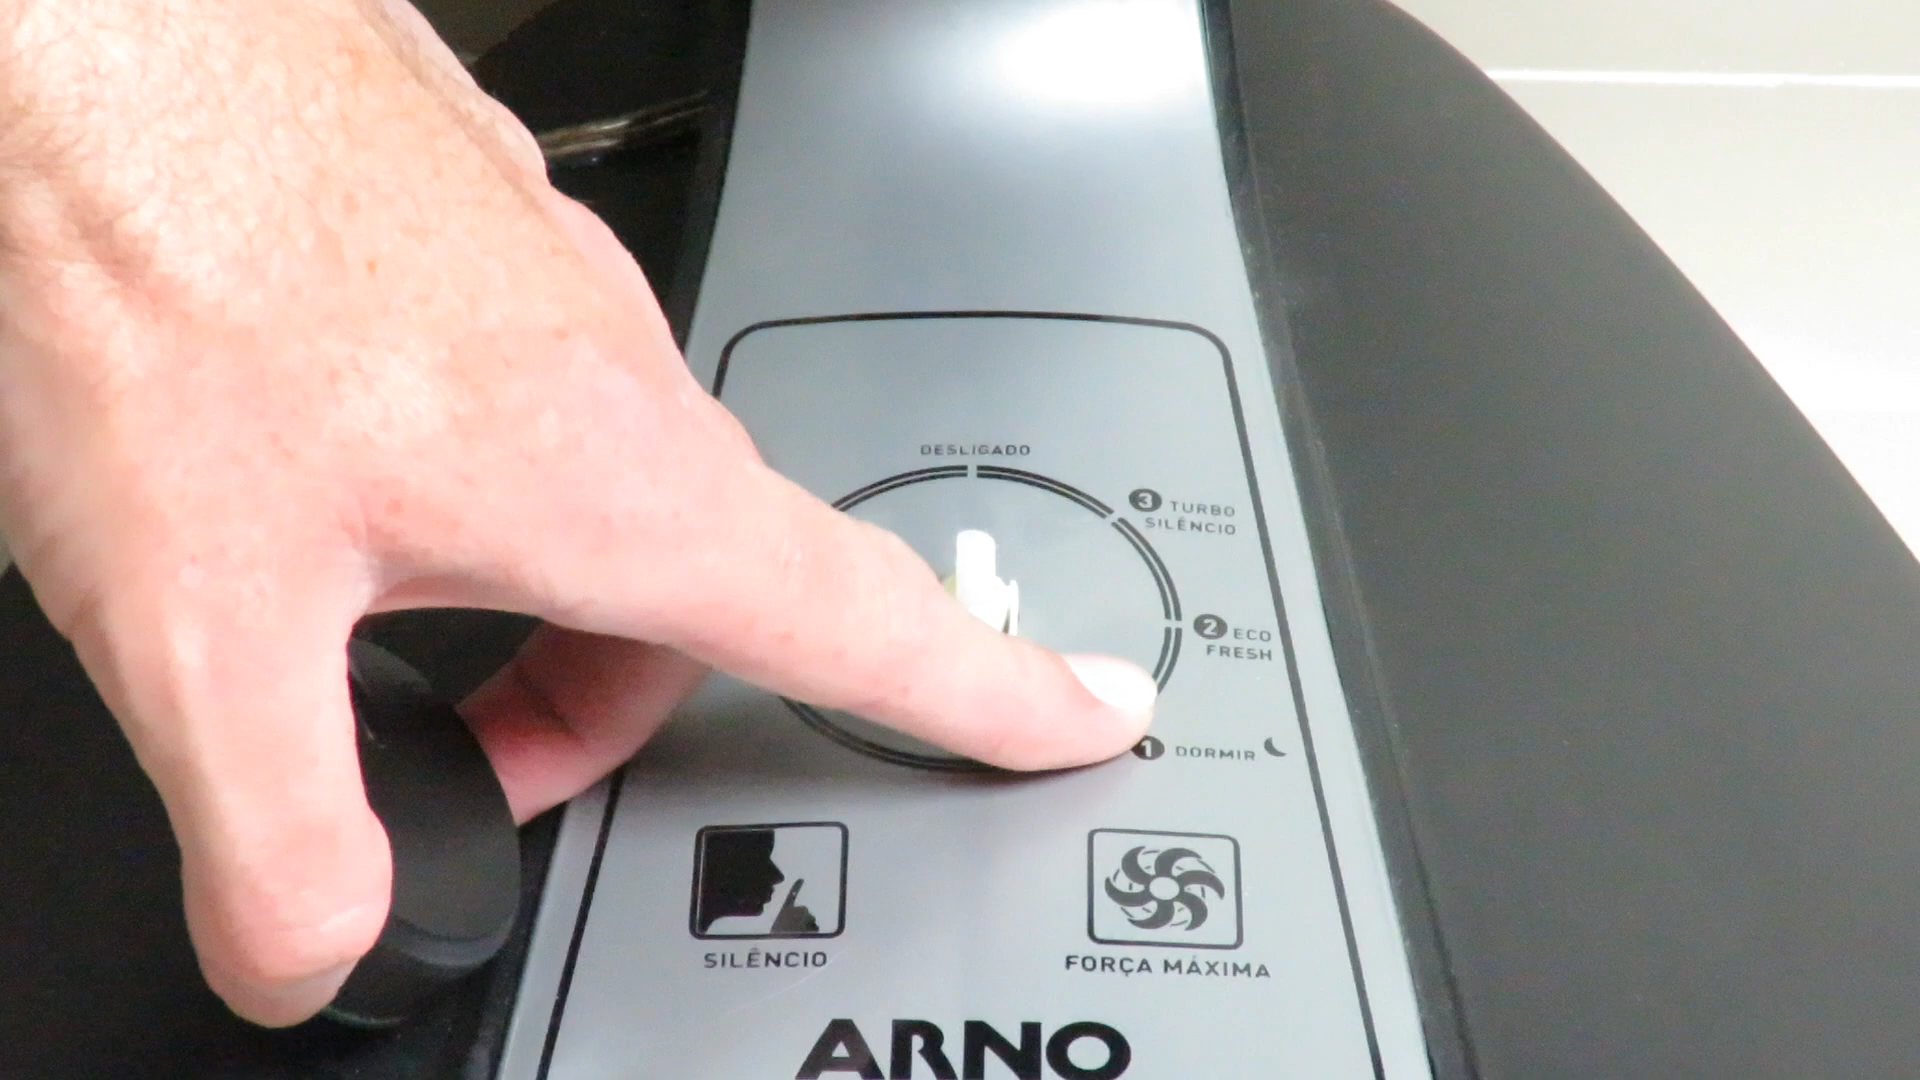 DESLIGADO
3 TURBO
SILÊNCIO
2 ECO
FRESH
1 DORMIR
SILÊNCIO
FORÇA MÁXIMA
ARNO